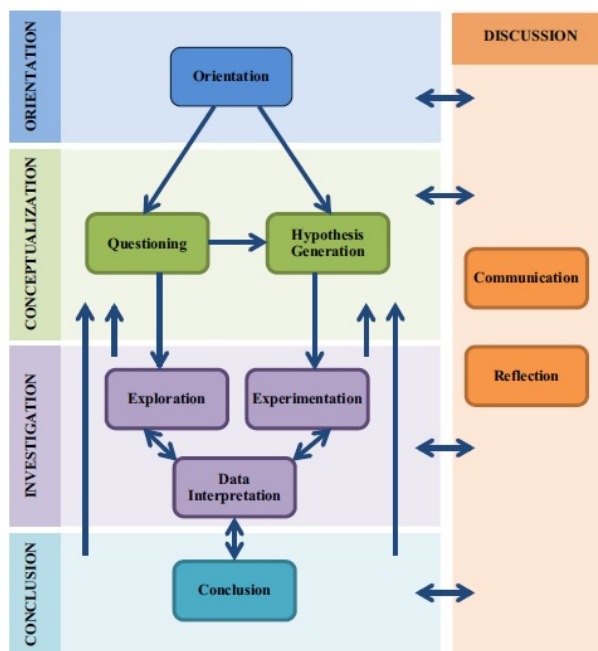 DISCUSSION
ORIENTATION
Orientation
CONCEPTUALIZATION
Questioning
Hypothesis
Generation
Communication
Reflection
INVESTIGATION
Exploration
Experimentation
Data
Interpretation
CONCLUSION
Conclusion